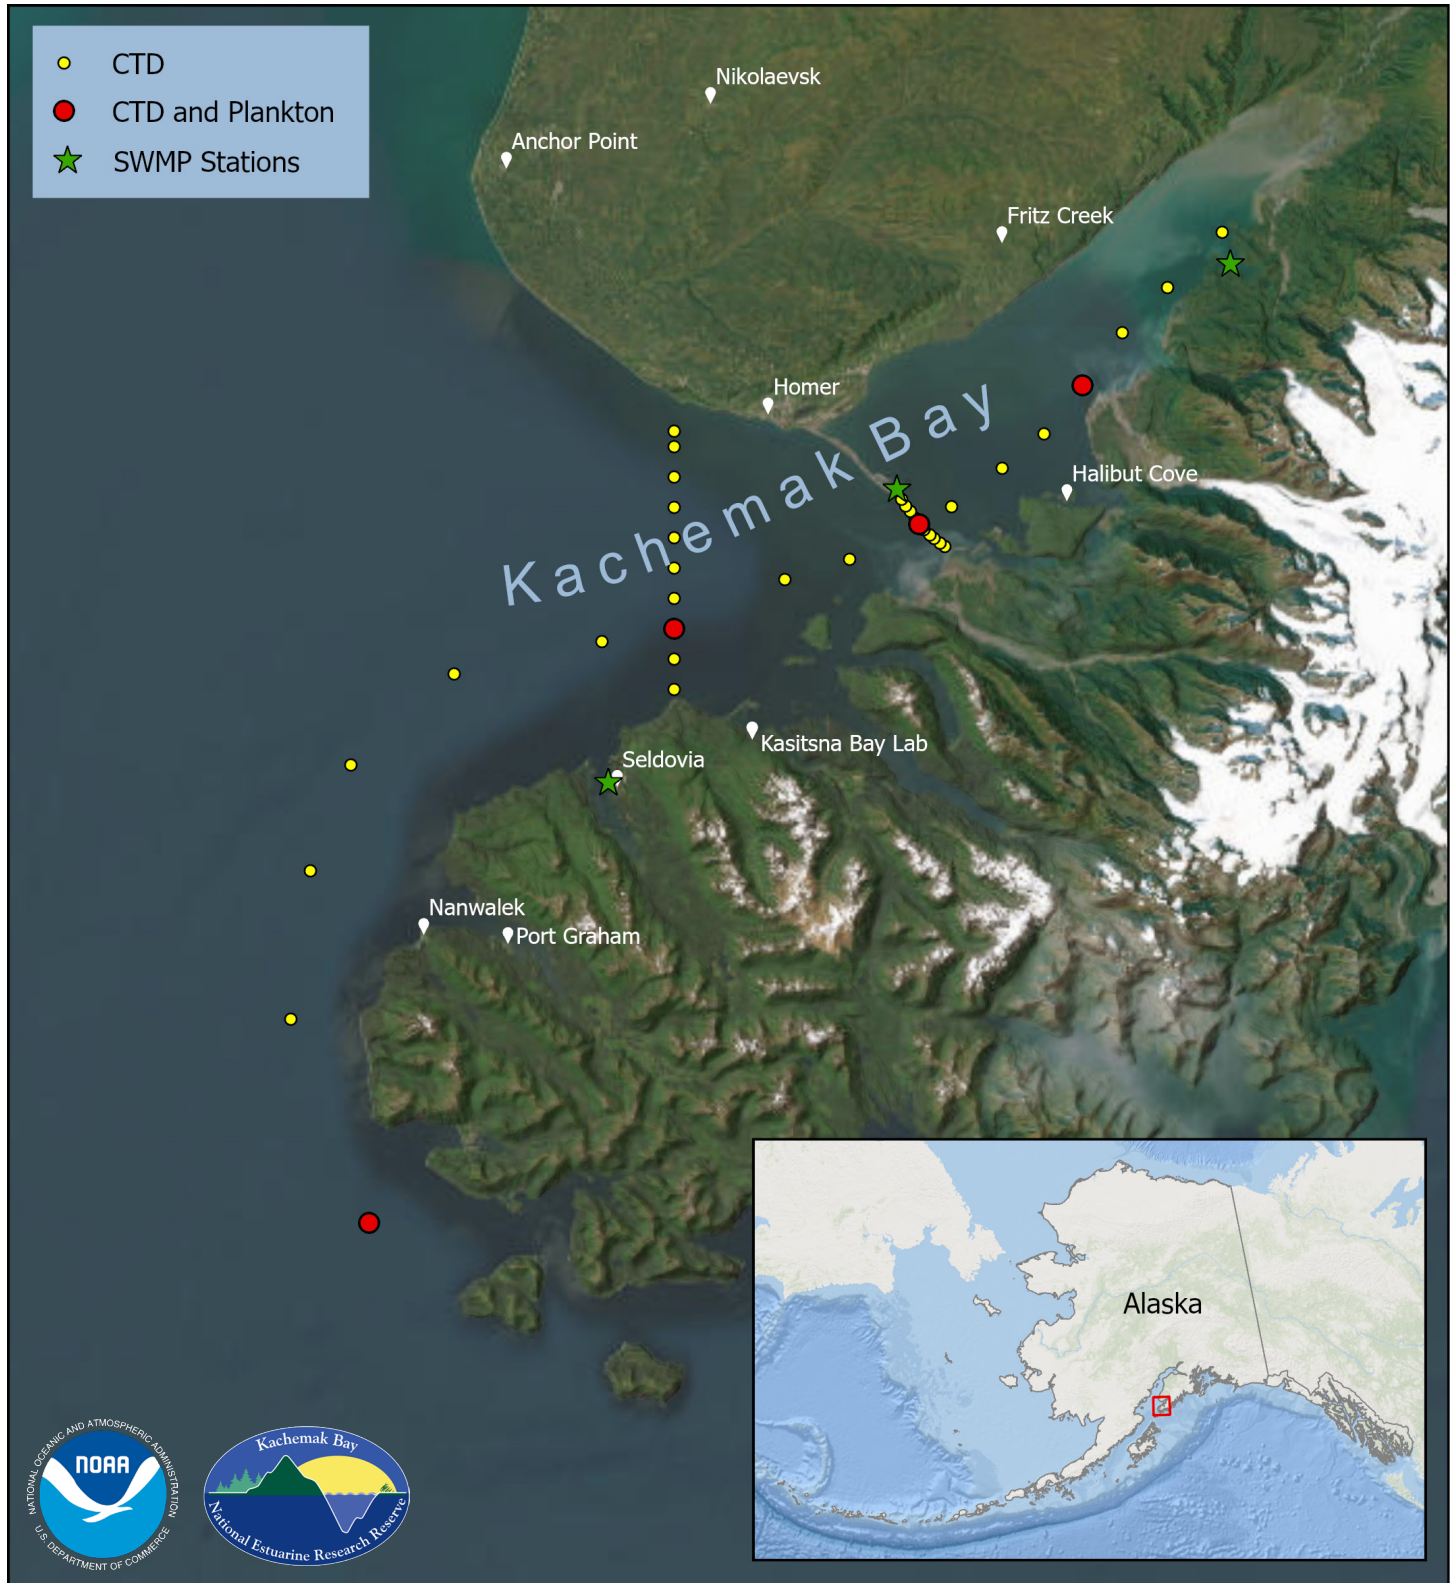 CTD
CTD and Plankton
SWMP Stations
Nikolaevsk
Anchor Point
Fritz Creek
Homer
Kachemak Bay
Halibut Cove
Kasitsna Bay Lab
Seldovia
Nanwalek
Port Graham
Alaska
NATIONAL OCEANIC AND ATMOSPHERIC ADMINISTRATION
NOAA
U.S. DEPARTMENT OF COMMERCE
Kachemak Bay
National Estuarine Research Reserve